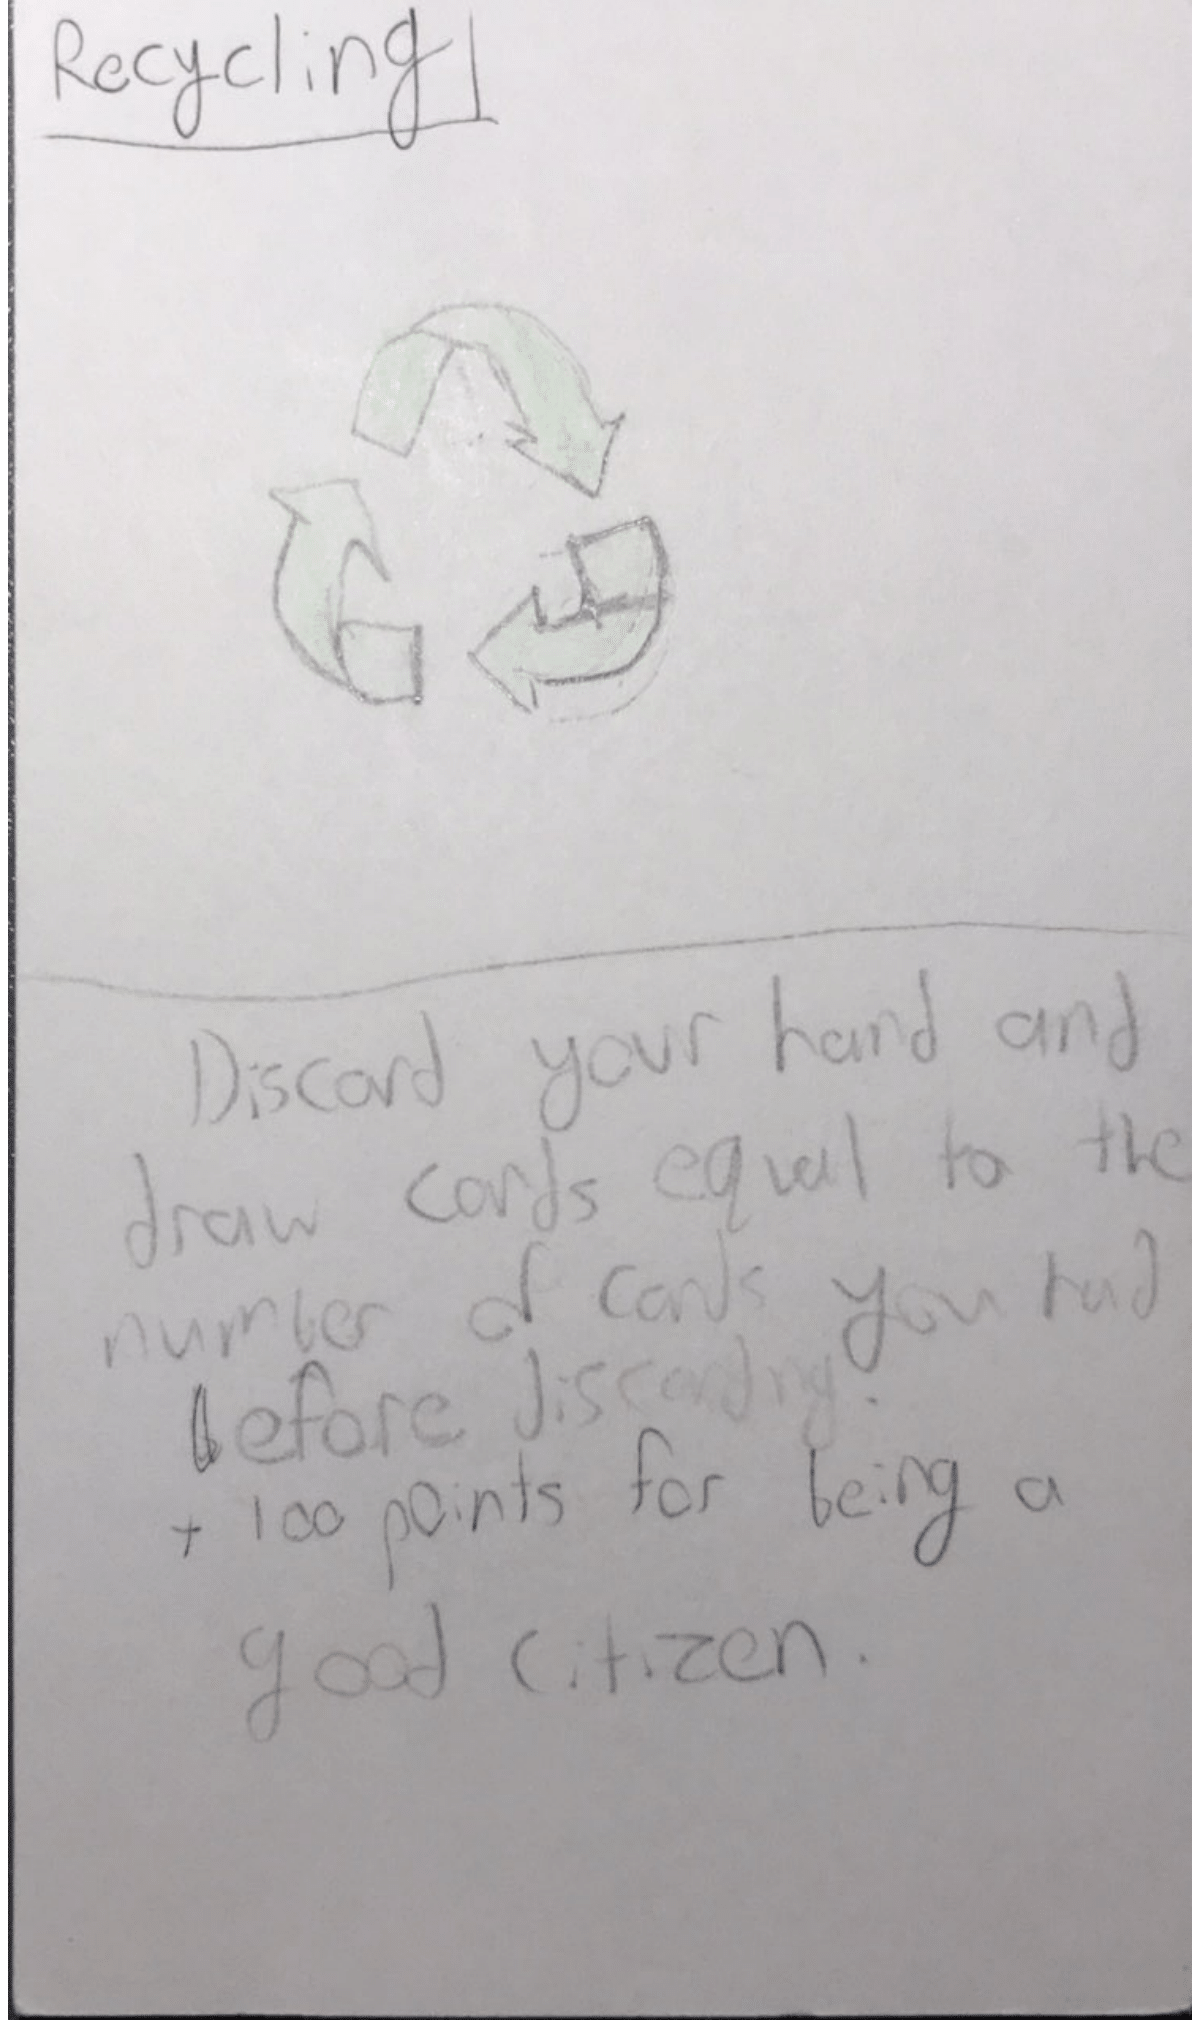 Recycling
Discard your hand and
draw cards equal to the
number of cards you had
before discarding.
+ 100 points for being a
good citizen.